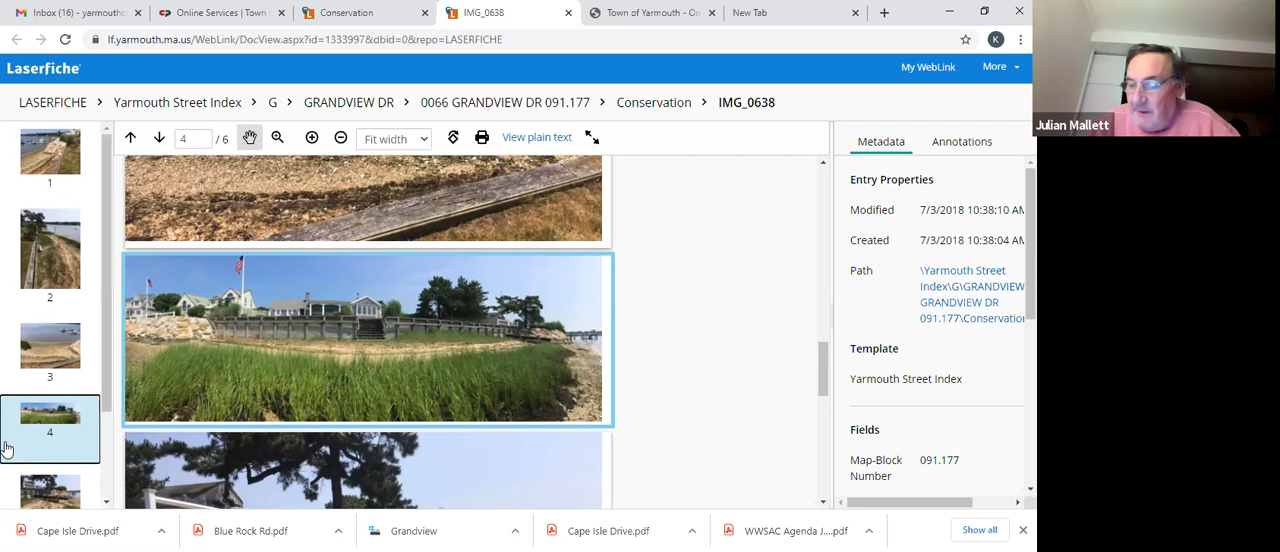 Inbox (16) - yarmouthc
Online Services | Town
Conservation
IMG_0638
Town of Yarmouth - On
New Tab
lf.yarmouth.ma.us/WebLink/DocView.aspx?id=1333997&dbid=0&repo=LASERFICHE
K
Laserfiche
My WebLink
More
LASERFICHE > Yarmouth Street Index > G > GRANDVIEW DR > 0066 GRANDVIEW DR 091.177 > Conservation > IMG_0638
Julian Mallett
4 / 6
Fit width
View plain text
Metadata
Annotations
1
2
3
4
Entry Properties
Modified 7/3/2018 10:38:10 AM
Created 7/3/2018 10:38:04 AM
Path \Yarmouth Street
Index\G\GRANDVIEW
GRANDVIEW DR
091.177\Conservation
Template
Yarmouth Street Index
Fields
Map-Block 091.177
Number
Cape Isle Drive.pdf
Blue Rock Rd.pdf
Grandview
Cape Isle Drive.pdf
WWSAC Agenda J....pdf
Show all